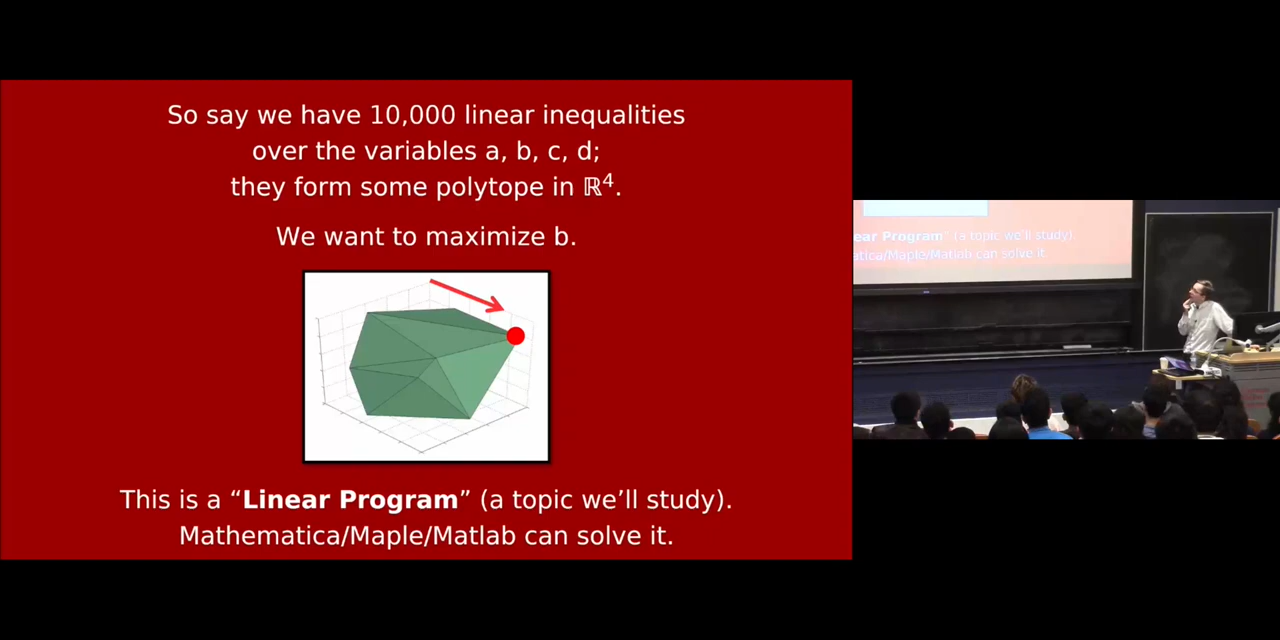 So say we have 10,000 linear inequalities
over the variables a, b, c, d;
they form some polytope in ℝ⁴.
We want to maximize b.
This is a “Linear Program” (a topic we’ll study).
Mathematica/Maple/Matlab can solve it.
ear Program” (a topic we’ll study)
atica/Maple/Matlab can solve it